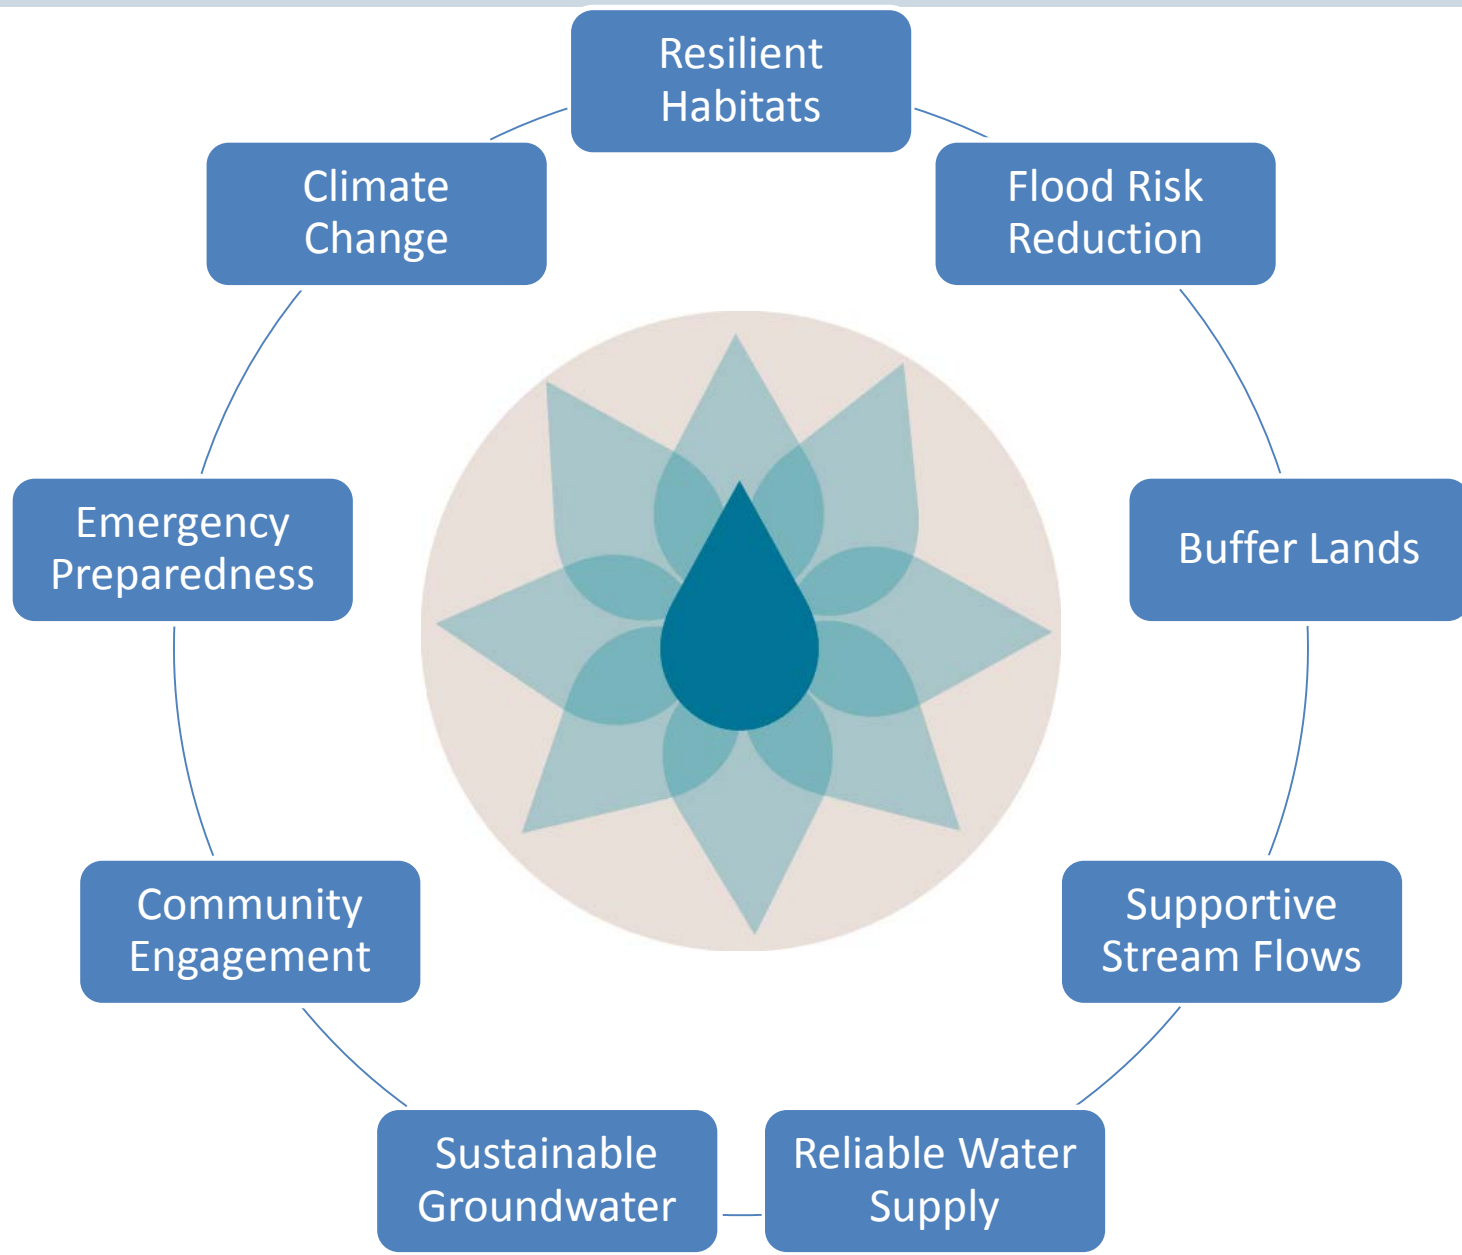 Resilient
Habitats
Flood Risk
Reduction
Buffer Lands
Supportive
Stream Flows
Reliable Water
Supply
Sustainable
Groundwater
Community
Engagement
Emergency
Preparedness
Climate
Change